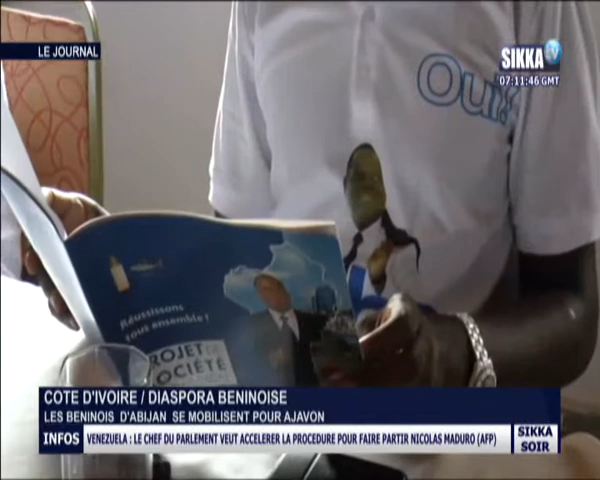 LE JOURNAL
SIKKA TV
07:11:46 GMT
Oui
Réussissons
tous ensemble !
PROJET DE
SOCIÉTÉ
COTE D'IVOIRE / DIASPORA BENINOISE
LES BENINOIS D'ABIJAN SE MOBILISENT POUR AJAVON
INFOS
VENEZUELA : LE CHEF DU PARLEMENT VEUT ACCELERER LA PROCEDURE POUR FAIRE PARTIR NICOLAS MADURO (AFP)
SIKKA
SOIR